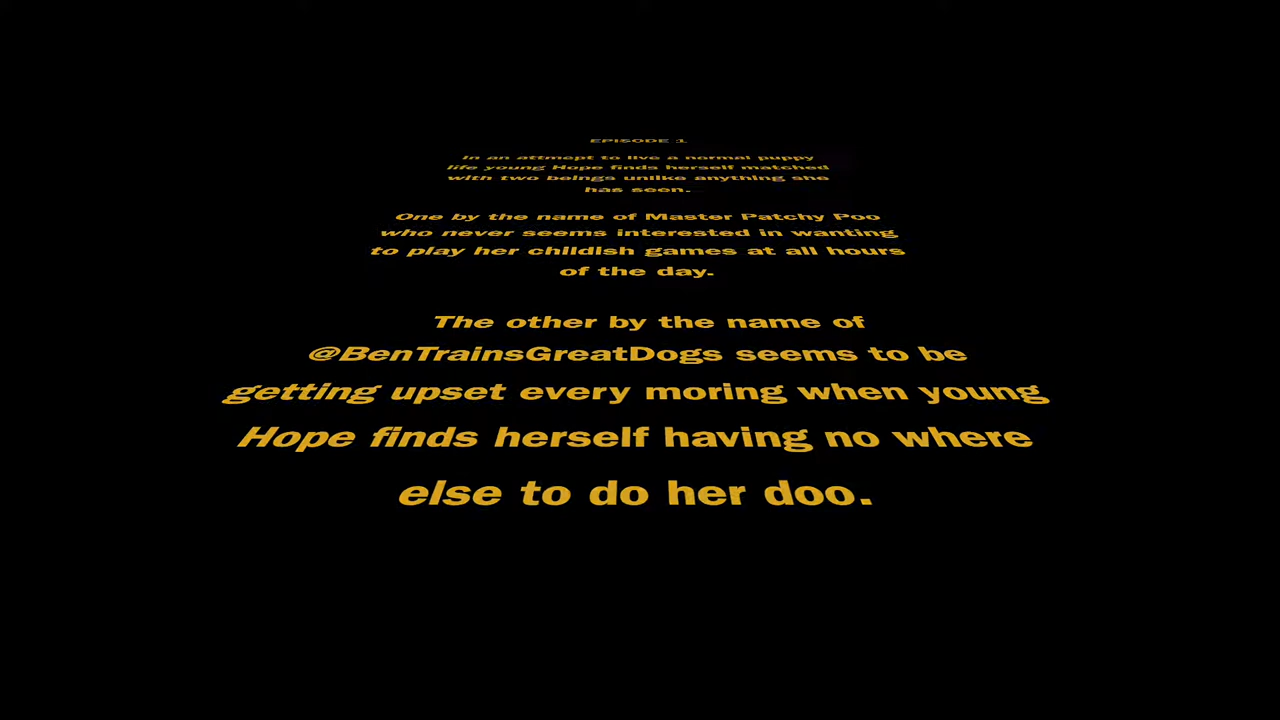 EPISODE 1
In an attmept to live a normal puppy
life young Hope finds herself matched
with two beings unlike anything she
has seen.
One by the name of Master Patchy Poo
who never seems interested in wanting
to play her childish games at all hours
of the day.
The other by the name of
@BenTrainsGreatDogs seems to be
getting upset every moring when young
Hope finds herself having no where
else to do her doo.